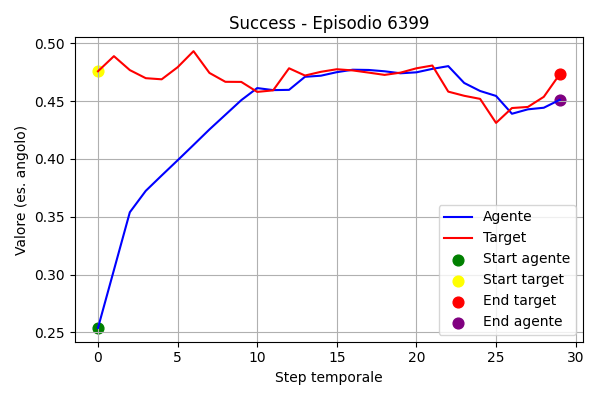 Success - Episodio 6399
Valore (es. angolo)
0.50
0.45
0.40
0.35
0.30
0.25
0
5
10
15
20
25
30
Step temporale
Agente
Target
Start agente
Start target
End target
End agente